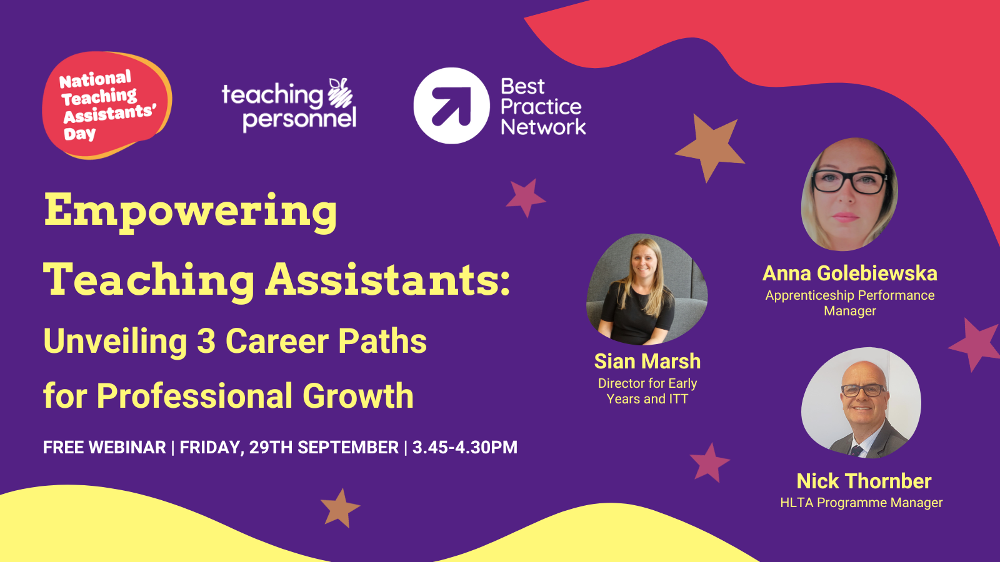 National
Teaching
Assistants'
Day
teaching
personnel
Best
Practice
Network
Empowering
Teaching Assistants:
Unveiling 3 Career Paths
for Professional Growth
FREE WEBINAR | FRIDAY, 29TH SEPTEMBER | 3.45-4.30PM
Anna Golebiewska
Apprenticeship Performance
Manager
Sian Marsh
Director for Early
Years and ITT
Nick Thornber
HLTA Programme Manager